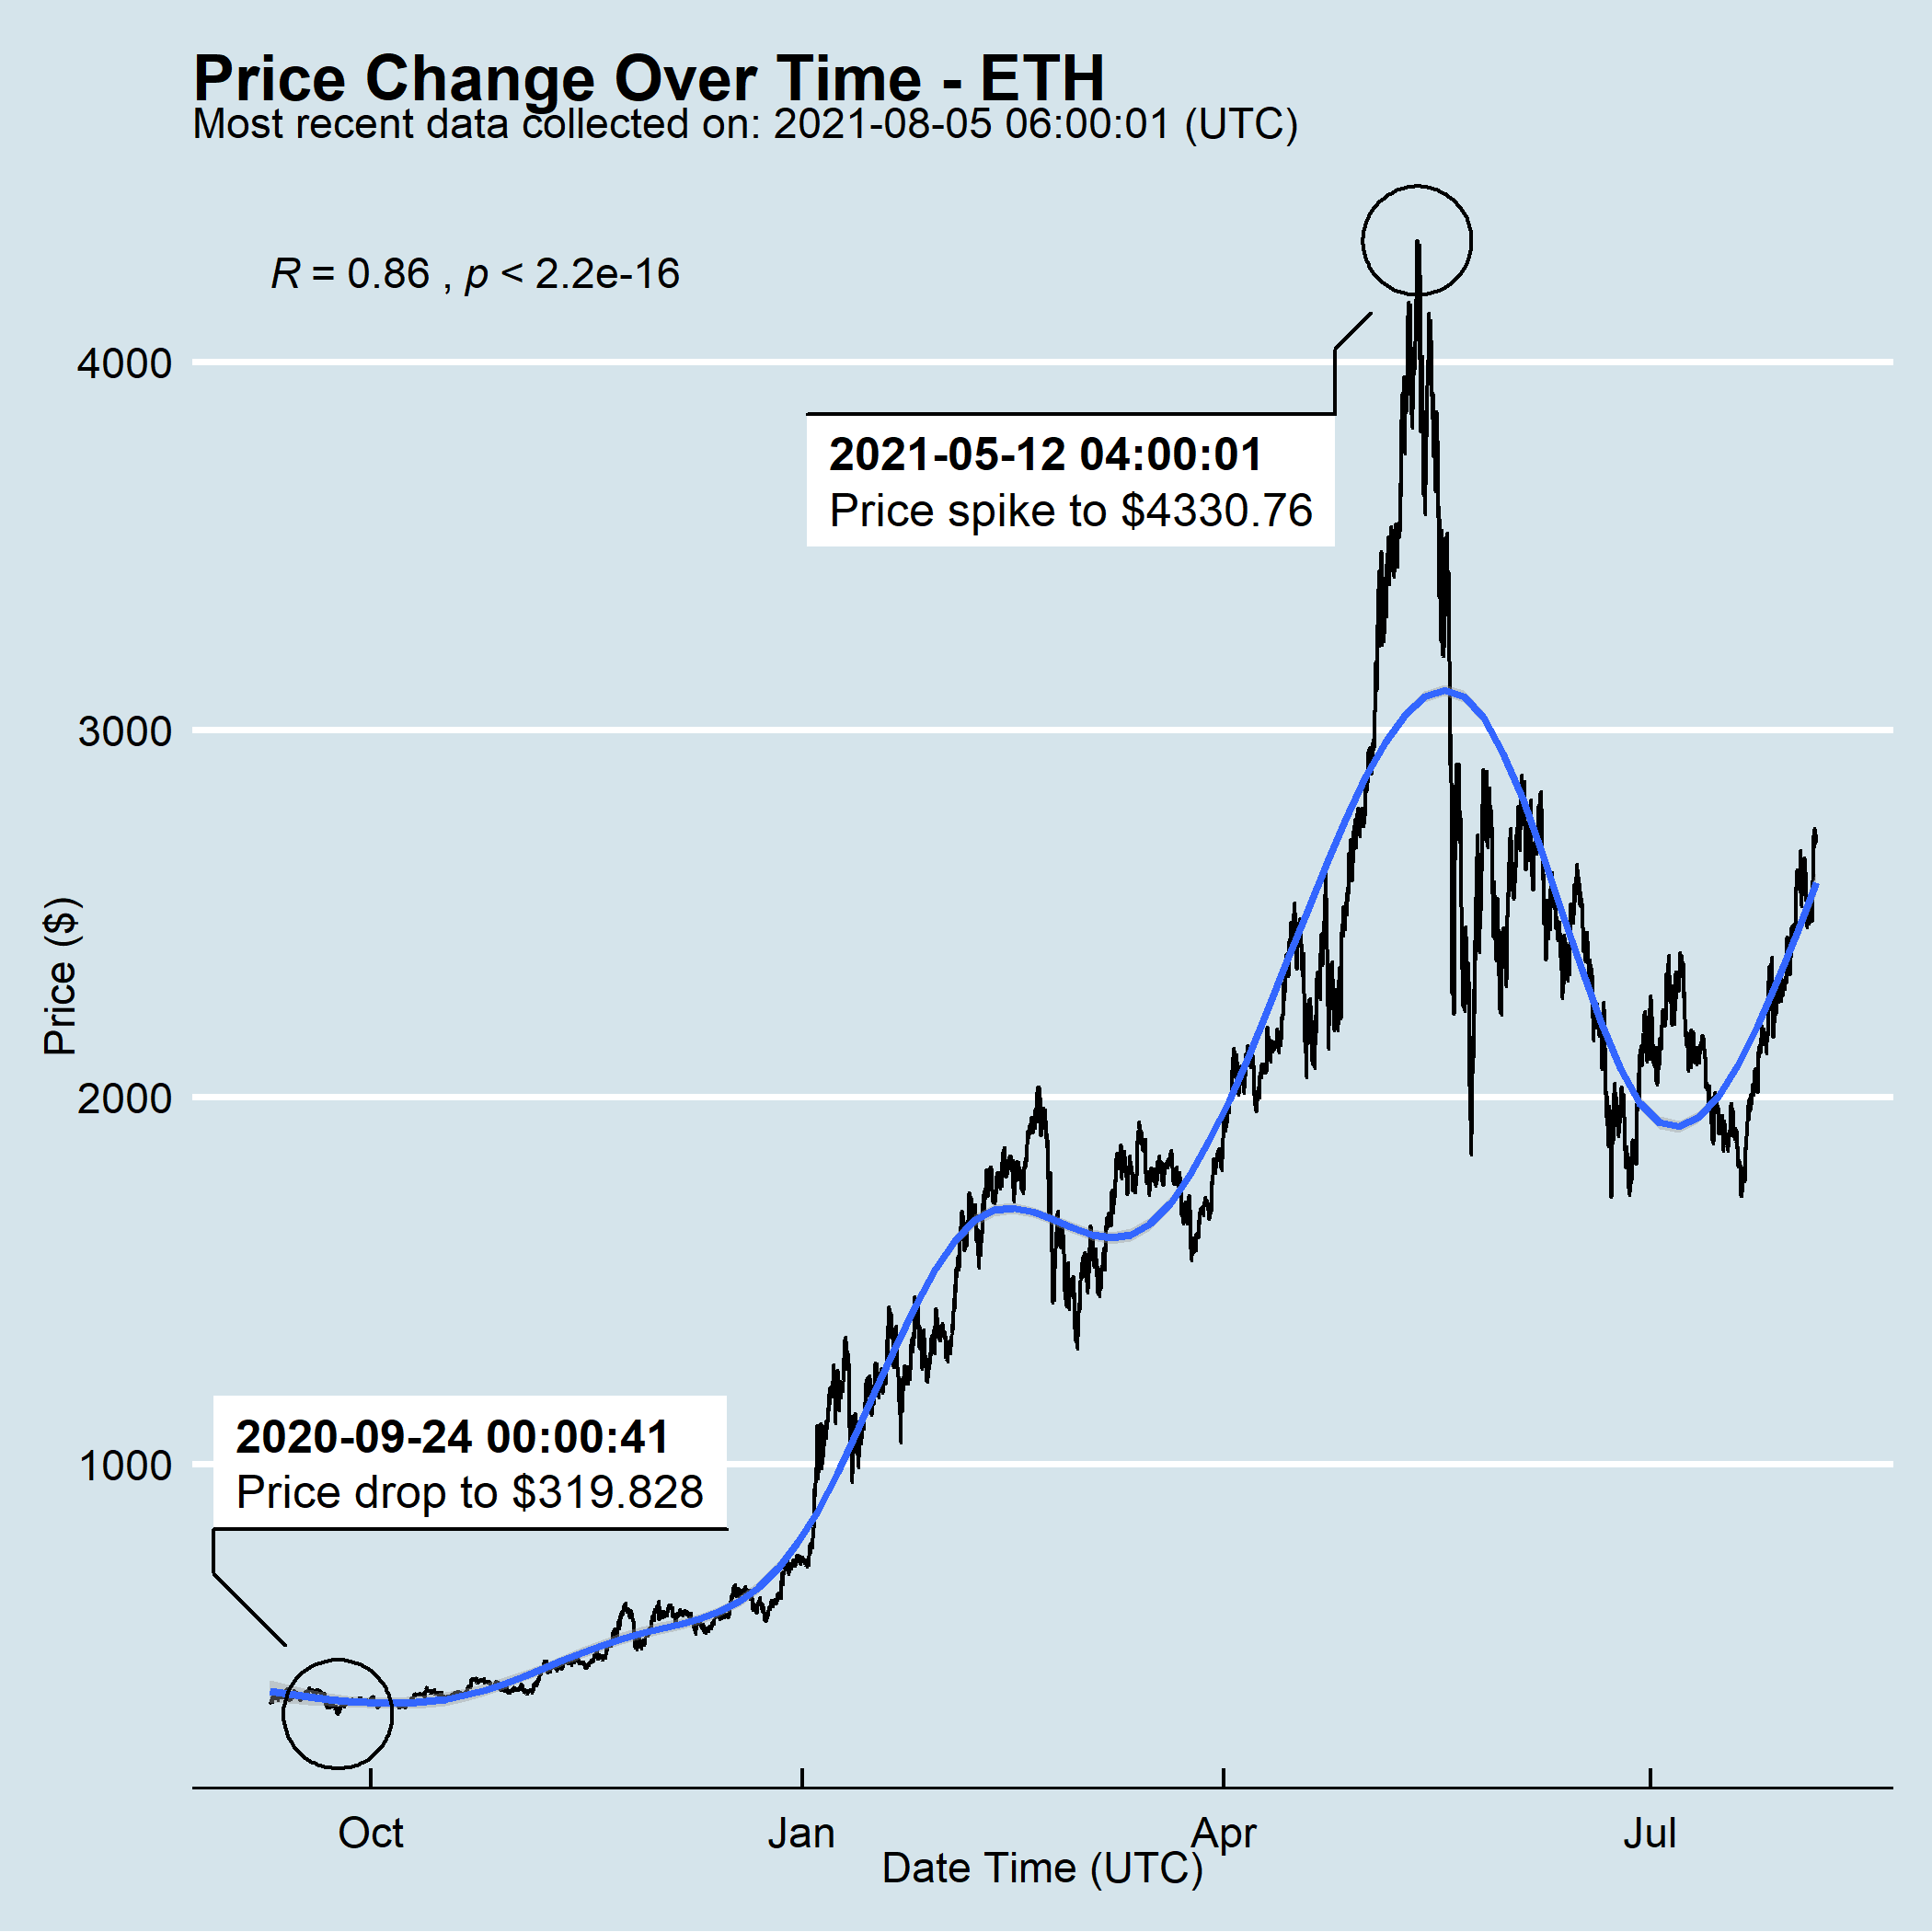 Price Change Over Time - ETH
Most recent data collected on: 2021-08-05 06:00:01 (UTC)
R = 0.86 , p < 2.2e-16
4000
2021-05-12 04:00:01
Price spike to $4330.76
3000
Price ($)
2000
1000
2020-09-24 00:00:41
Price drop to $319.828
Oct
Jan
Apr
Jul
Date Time (UTC)